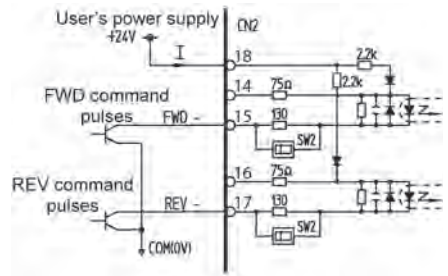 User's power supply
CN2
+24V
I
18
2.2k
14
75Ω
2.2k
FWD command
pulses
FWD -
15
130
SW2
16
75Ω
REV command
pulses
REV -
17
130
SW2
COM(0V)